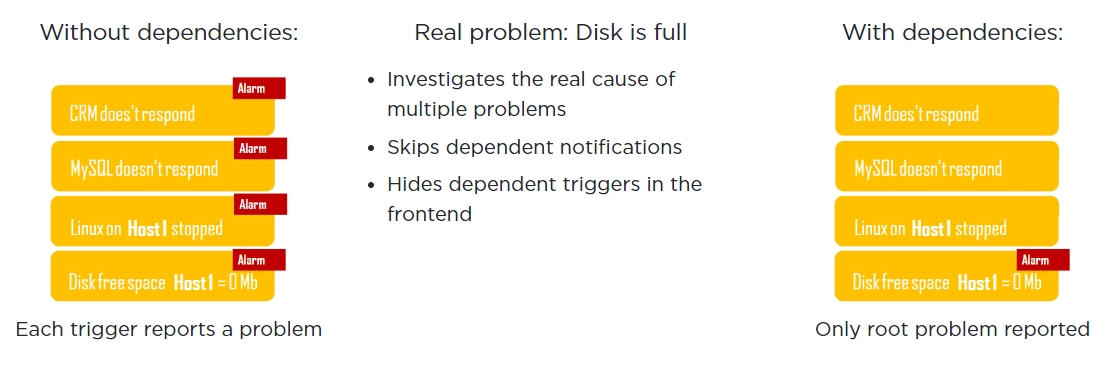 Without dependencies:
Alarm
CRM does't respond
Alarm
MySQL doesn't respond
Alarm
Linux on Host1 stopped
Alarm
Disk free space Host1 = 0 Mb
Each trigger reports a problem
Real problem: Disk is full
• Investigates the real cause of
multiple problems
• Skips dependent notifications
• Hides dependent triggers in the
frontend
With dependencies:
CRM does't respond
MySQL doesn't respond
Linux on Host1 stopped
Alarm
Disk free space Host1 = 0 Mb
Only root problem reported